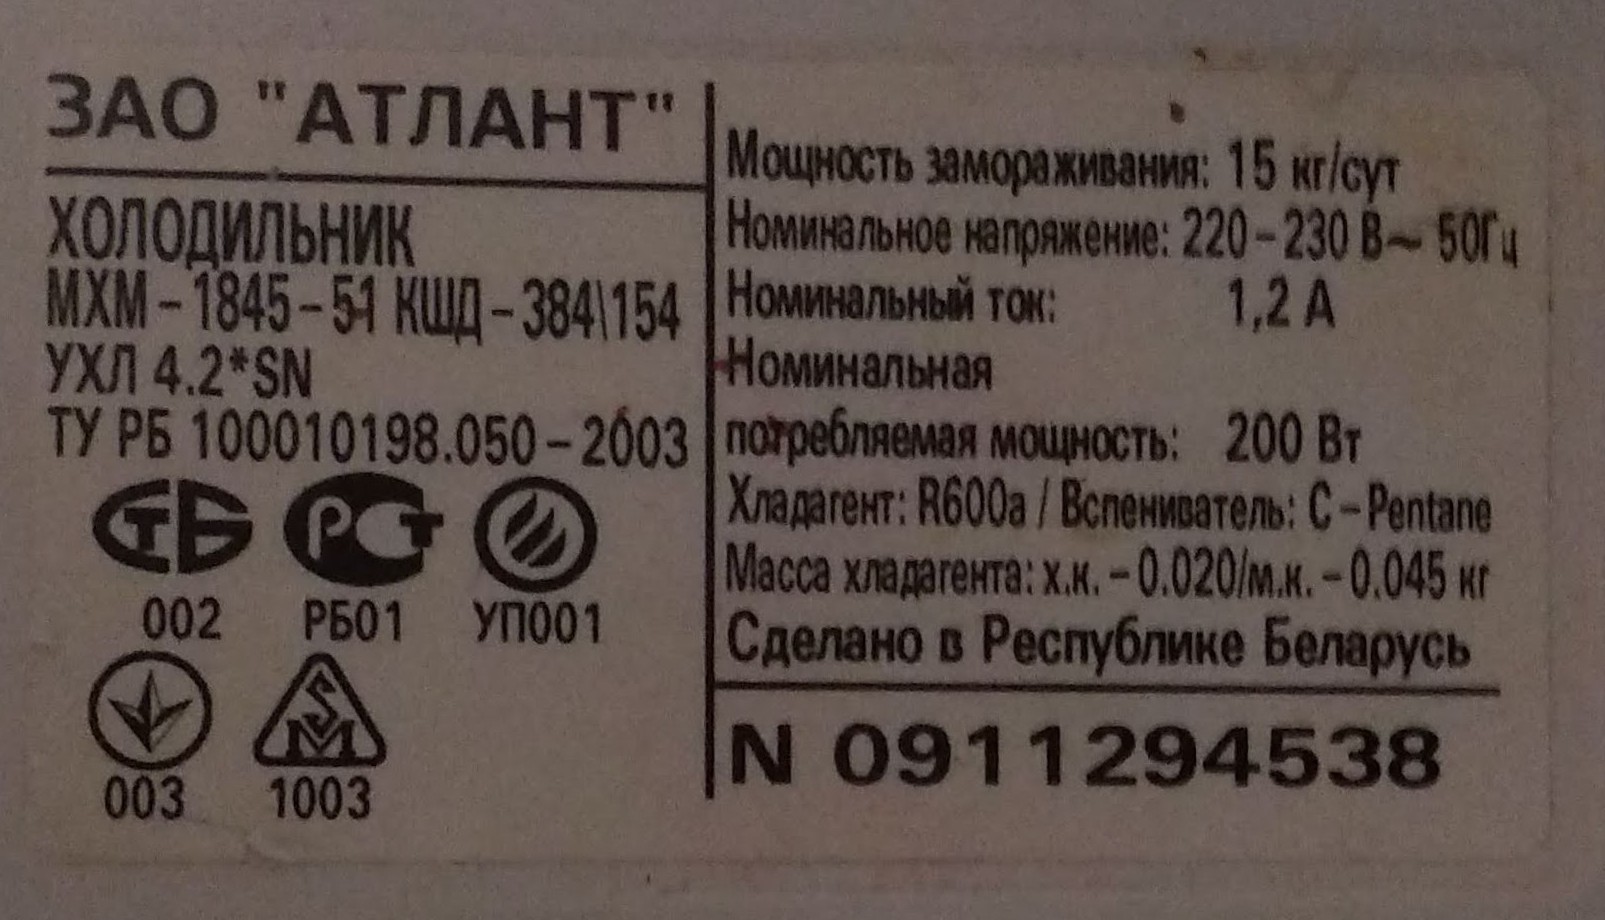 ЗАО "АТЛАНТ"
ХОЛОДИЛЬНИК
МХМ-1845-51 КШД-384\154
УХЛ 4.2*SN
ТУ РБ 100010198.050-2003
СТБ РСТ
002 РБ01 УП001
SM
003 1003
Мощность замораживания: 15 кг/сут
Номинальное напряжение: 220-230 В~ 50Гц
Номинальный ток: 1,2 А
Номинальная
потребляемая мощность: 200 Вт
Хладагент: R600a / Вспениватель: C-Pentane
Масса хладагента: х.к. -0.020/м.к. -0.045 кг
Сделано в Республике Беларусь
N 0911294538